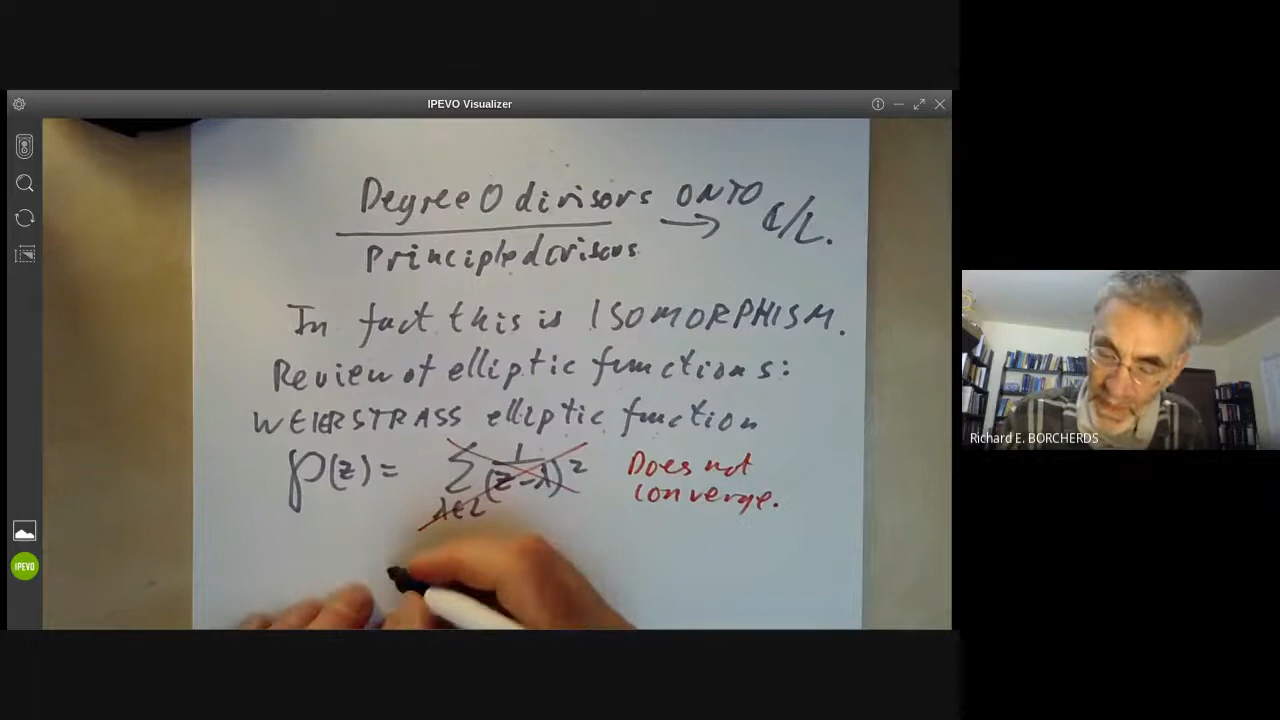 IPEVO Visualizer
Degree 0 divisors ONTO
→ ℂ/L.
Principle divisors
In fact this is ISOMORPHISM.
Review of elliptic functions:
WEIERSTRASS elliptic function
℘(z) = Σ 1/(z-λ)² Does not
λ∈L converge.
Richard E. BORCHERDS
IPEVO